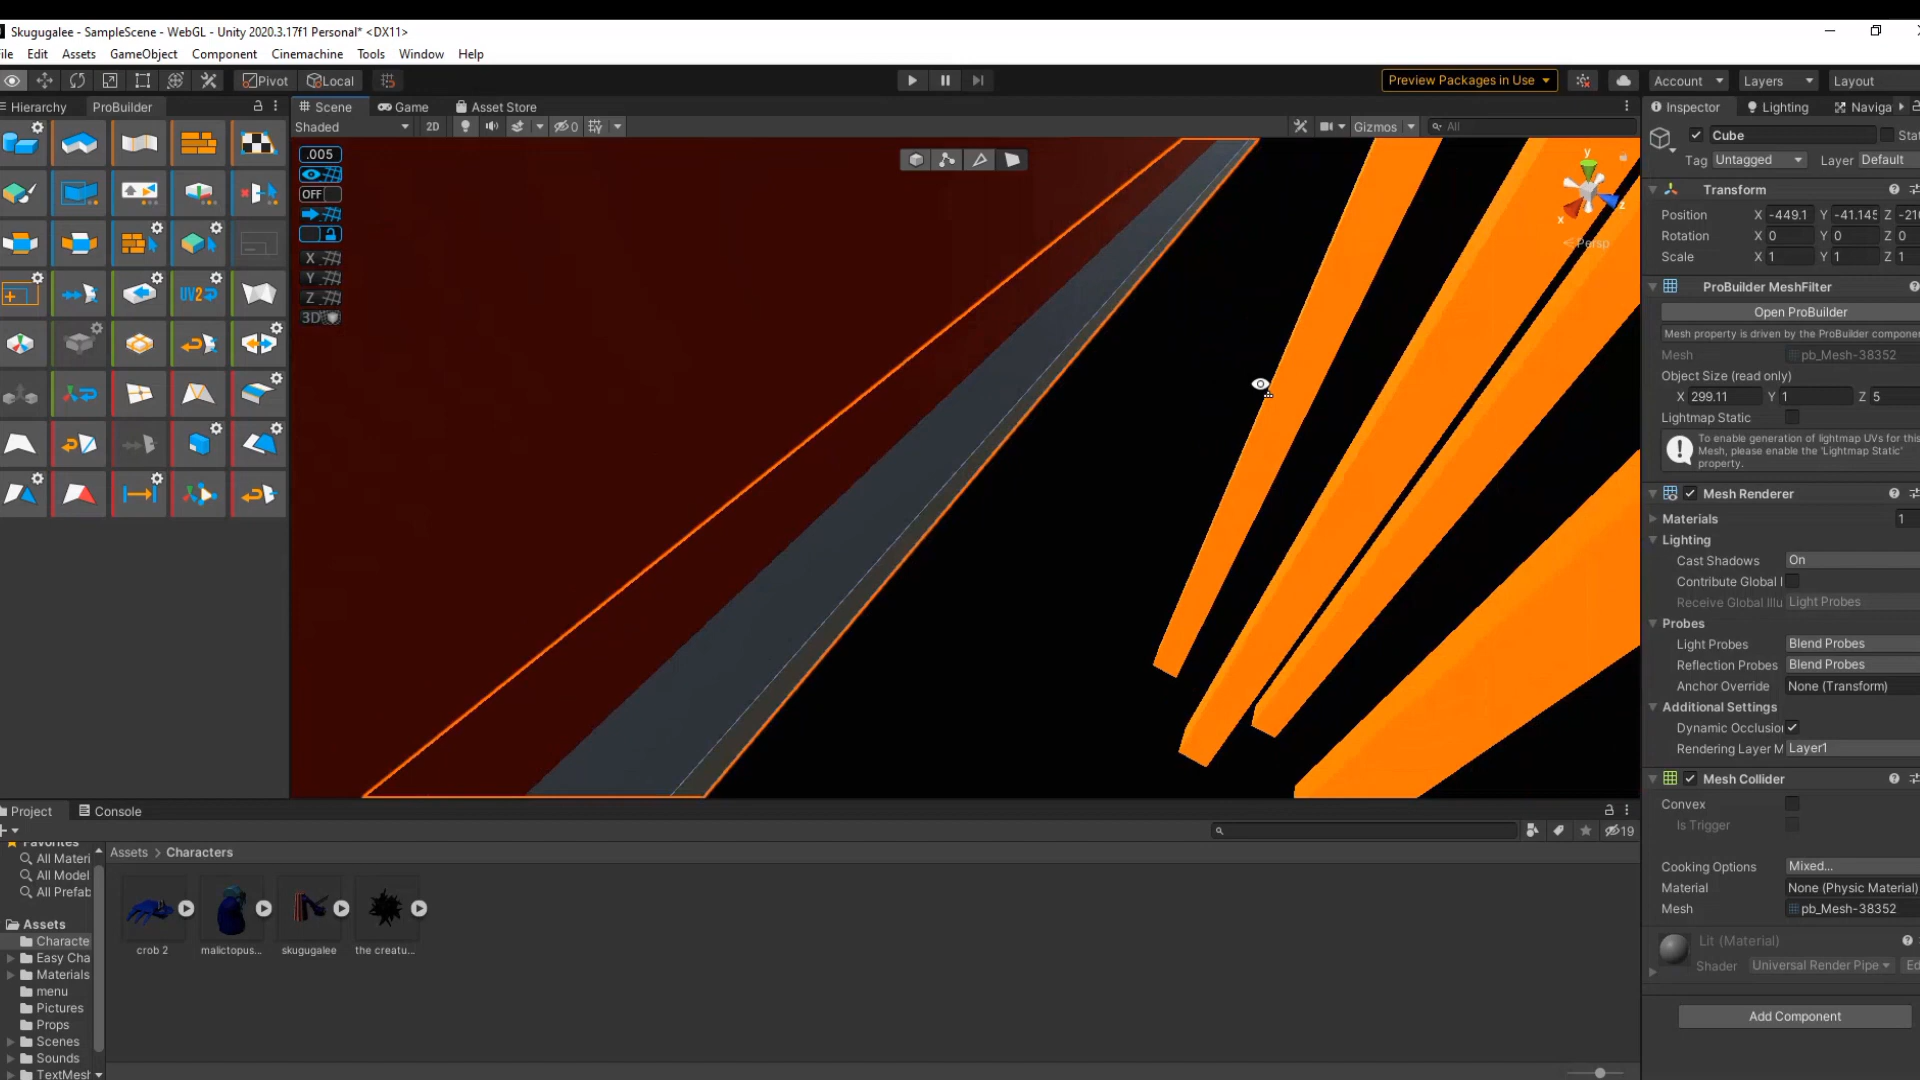 Skugugalee - SampleScene - WebGL - Unity 2020.3.17f1 Personal* <DX11>
ile Edit Assets GameObject Component Cinemachine Tools Window Help
Pivot Local Preview Packages in Use Account Layers Layout
Hierarchy ProBuilder Scene Game Asset Store Inspector Lighting Naviga
Shaded 2D 0 Gizmos All
Cube Stat
Tag Untagged Layer Default
.005
OFF
X
Y
Z
3D
y
x
z
Persp
UV2
Transform
Position X -449.1 Y -41.145 Z -210
Rotation X 0 Y 0 Z 0
Scale X 1 Y 1 Z 1
ProBuilder MeshFilter
Open ProBuilder
Mesh property is driven by the ProBuilder componen
Mesh pb_Mesh-38352
Object Size (read only)
X 299.11 Y 1 Z 5
Lightmap Static
To enable generation of lightmap UVs for this
Mesh, please enable the 'Lightmap Static'
property.
Mesh Renderer
Materials 1
Lighting
Cast Shadows On
Contribute Global I
Receive Global Illu Light Probes
Probes
Light Probes Blend Probes
Reflection Probes Blend Probes
Anchor Override None (Transform)
Additional Settings
Dynamic Occlusio
Rendering Layer M Layer1
Mesh Collider
Convex
Is Trigger
Cooking Options Mixed...
Material None (Physic Material)
Mesh pb_Mesh-38352
Lit (Material)
Shader Universal Render Pipe Ed
Add Component
Project Console
19
Favorites
All Materi
All Model
All Prefab
Assets
Characte
Easy Cha
Materials
menu
Pictures
Props
Scenes
Sounds
TextMesh
Assets > Characters
crob 2 malictopus... skugugalee the creatu...